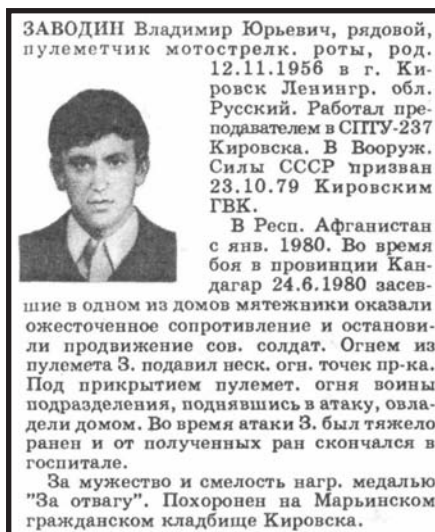 ЗАВОДИН Владимир Юрьевич, рядовой,
пулеметчик мотострелк. роты, род.
12.11.1956 в г. Ки-
ровск Ленингр. обл.
Русский. Работал пре-
подавателем в СПТУ-237
Кировска. В Вооруж.
Силы СССР призван
23.10.79 Кировским
ГВК.
В Респ. Афганистан
с янв. 1980. Во время
боя в провинции Кан-
дагар 24.6.1980 засев-
шие в одном из домов мятежники оказали
ожесточенное сопротивление и останови-
ли продвижение сов. солдат. Огнем из
пулемета З. подавил неск. огн. точек пр-ка.
Под прикрытием пулемет. огня воины
подразделения, поднявшись в атаку, овла-
дели домом. Во время атаки З. был тяжело
ранен и от полученных ран скончался в
госпитале.
За мужество и смелость нагр. медалью
"За отвагу". Похоронен на Марьинском
гражданском кладбище Кировска.